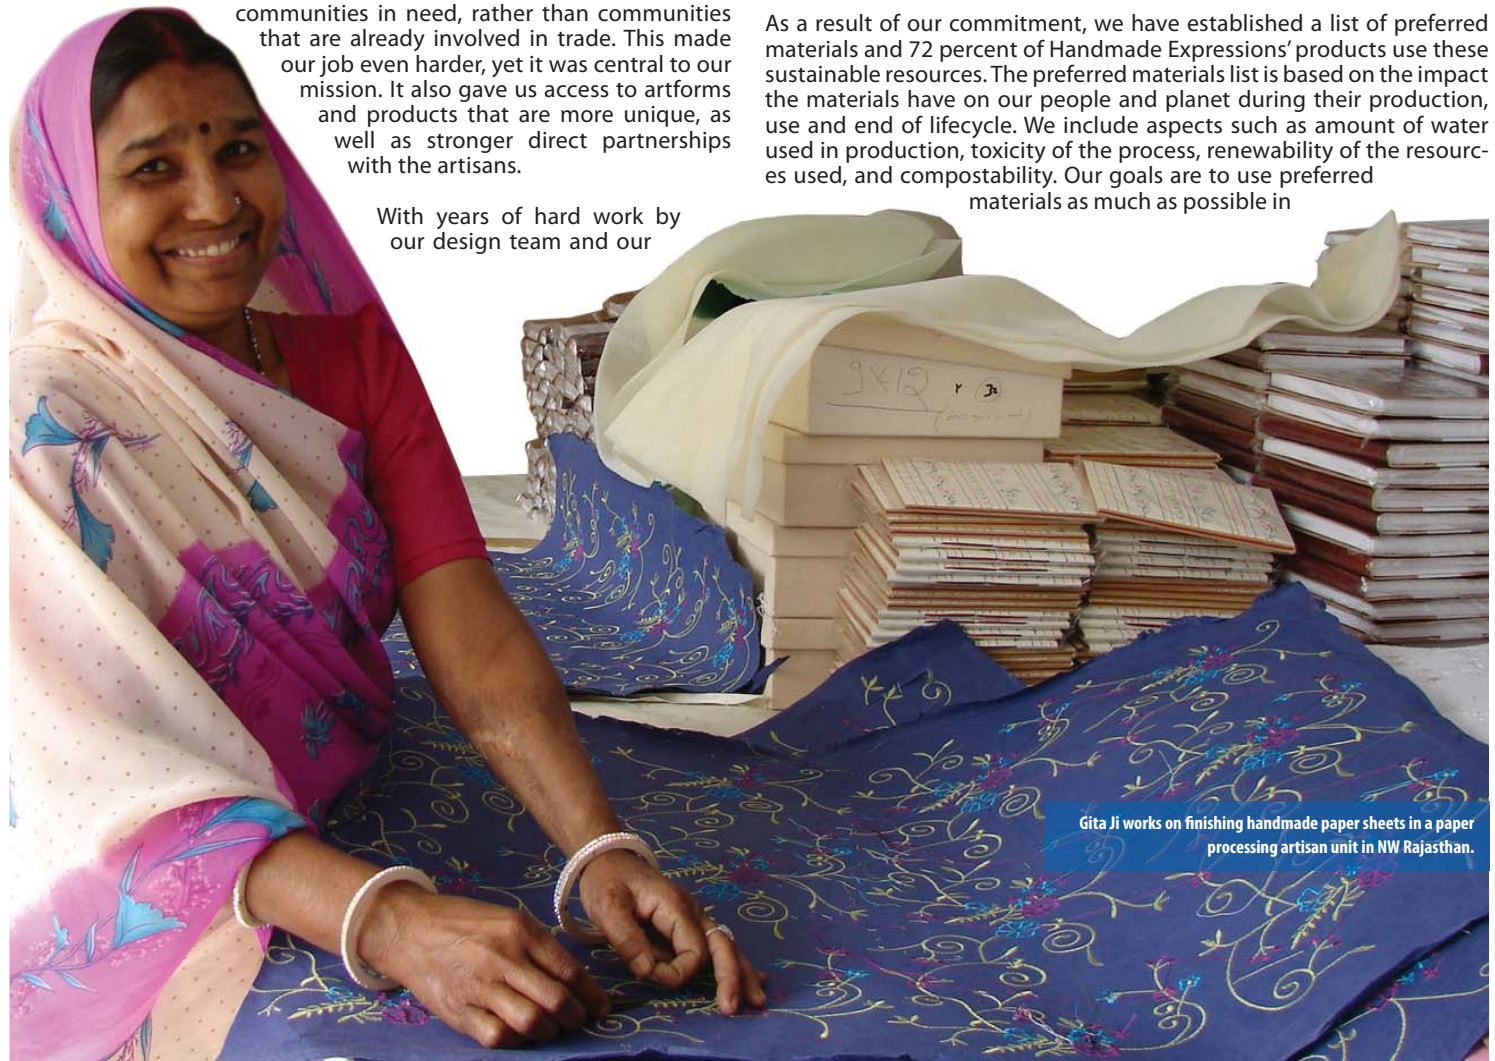 communities in need, rather than communities
that are already involved in trade. This made
our job even harder, yet it was central to our
mission. It also gave us access to artforms
and products that are more unique, as
well as stronger direct partnerships
with the artisans.
With years of hard work by
our design team and our
As a result of our commitment, we have established a list of preferred
materials and 72 percent of Handmade Expressions’ products use these
sustainable resources. The preferred materials list is based on the impact
the materials have on our people and planet during their production,
use and end of lifecycle. We include aspects such as amount of water
used in production, toxicity of the process, renewability of the resourc-
es used, and compostability. Our goals are to use preferred
materials as much as possible in
9x12
Gita Ji works on finishing handmade paper sheets in a paper
processing artisan unit in NW Rajasthan.